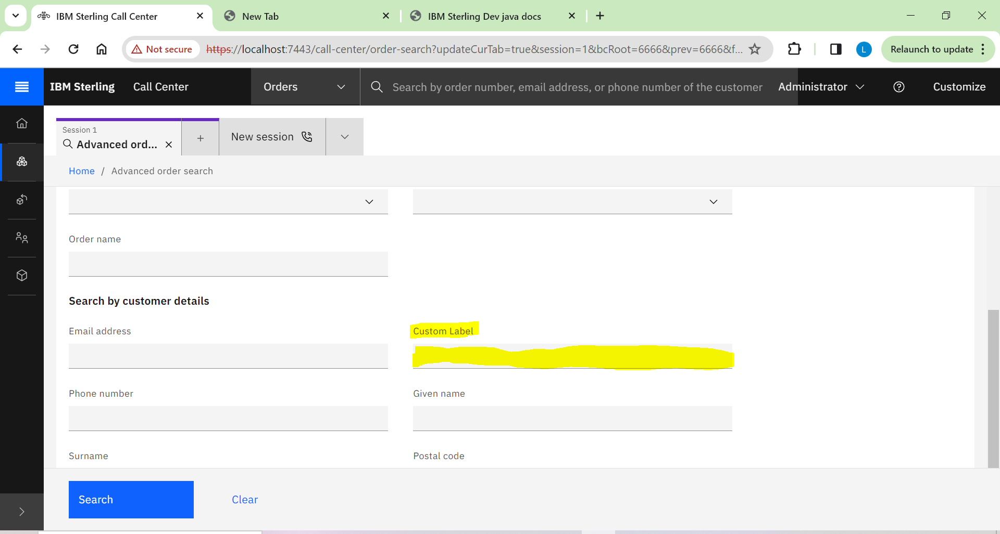 IBM Sterling Call Center
New Tab
IBM Sterling Dev java docs
Not secure
https://localhost:7443/call-center/order-search?updateCurTab=true&session=1&bcRoot=6666&prev=6666&f...
L
Relaunch to update
IBM Sterling Call Center
Orders
Search by order number, email address, or phone number of the customer
Administrator
Customize
Session 1
Advanced ord...
New session
Home / Advanced order search
Order name
Search by customer details
Email address
Custom Label
Phone number
Given name
Surname
Postal code
Search
Clear